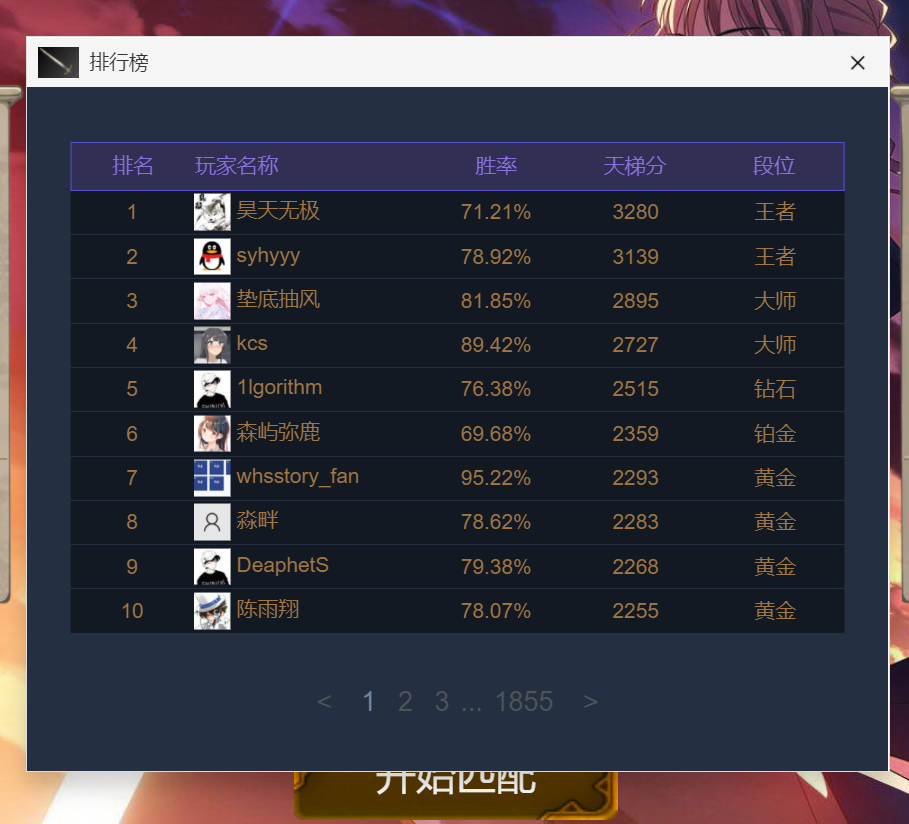 排行榜
排名 玩家名称 胜率 天梯分 段位
1 昊天无极 71.21% 3280 王者
2 syhyyy 78.92% 3139 王者
3 垫底抽风 81.85% 2895 大师
4 kcs 89.42% 2727 大师
5 1lgorithm 76.38% 2515 钻石
6 森屿弥鹿 69.68% 2359 铂金
7 whsstory_fan 95.22% 2293 黄金
8 淼畔 78.62% 2283 黄金
9 DeaphetS 79.38% 2268 黄金
10 陈雨翔 78.07% 2255 黄金
< 1 2 3 ... 1855 >
开始匹配